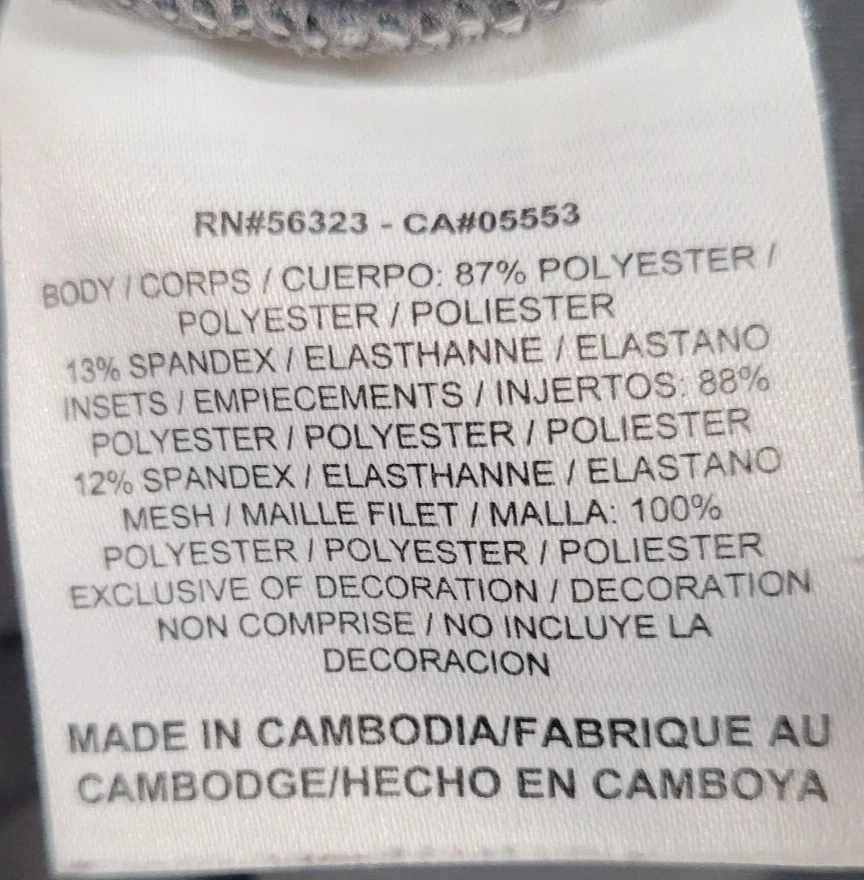 RN#56323 - CA#05553
BODY / CORPS / CUERPO: 87% POLYESTER /
POLYESTER / POLIESTER
13% SPANDEX / ELASTHANNE / ELASTANO
INSETS / EMPIECEMENTS / INJERTOS: 88%
POLYESTER / POLYESTER / POLIESTER
12% SPANDEX / ELASTHANNE / ELASTANO
MESH / MAILLE FILET / MALLA: 100%
POLYESTER / POLYESTER / POLIESTER
EXCLUSIVE OF DECORATION / DECORATION
NON COMPRISE / NO INCLUYE LA
DECORACION
MADE IN CAMBODIA/FABRIQUE AU
CAMBODGE/HECHO EN CAMBOYA